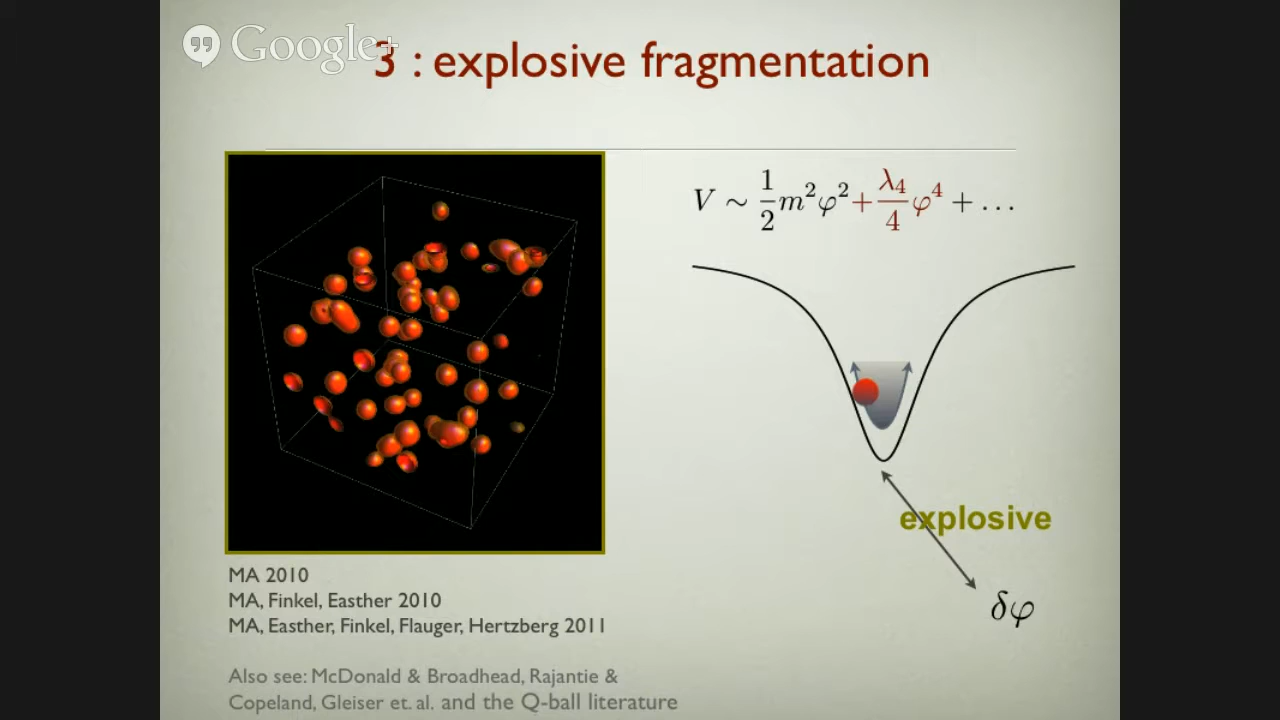 Google+
3 : explosive fragmentation
V ∼ 1/2 m²φ² + λ₄/4 φ⁴ + …
explosive
δφ
MA 2010
MA, Finkel, Easther 2010
MA, Easther, Finkel, Flauger, Hertzberg 2011
Also see: McDonald & Broadhead, Rajantie &
Copeland, Gleiser et. al. and the Q-ball literature